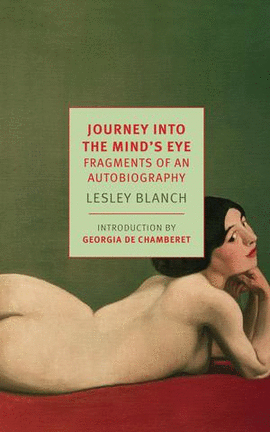 JOURNEY INTO
THE MIND'S EYE
FRAGMENTS OF AN
AUTOBIOGRAPHY
LESLEY BLANCH
INTRODUCTION BY
GEORGIA DE CHAMBERET